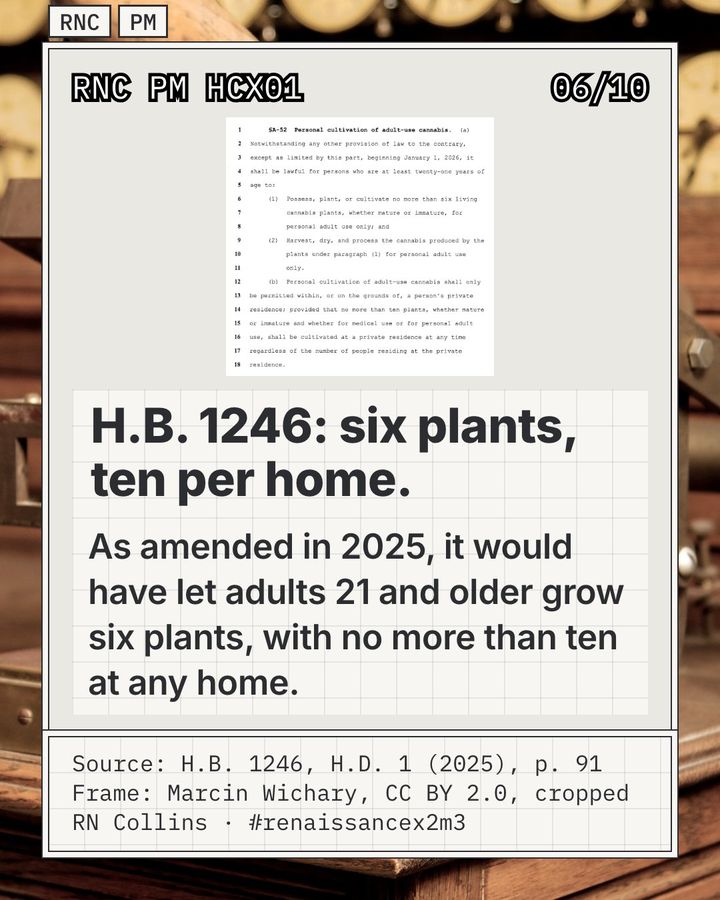 RNC PM
RNC PM HCX01 06/10
1 §A-52 Personal cultivation of adult-use cannabis. (a)
2 Notwithstanding any other provision of law to the contrary,
3 except as limited by this part, beginning January 1, 2026, it
4 shall be lawful for persons who are at least twenty-one years of
5 age to:
6 (1) Possess, plant, or cultivate no more than six living
7 cannabis plants, whether mature or immature, for
8 personal adult use only; and
9 (2) Harvest, dry, and process the cannabis produced by the
10 plants under paragraph (1) for personal adult use
11 only.
12 (b) Personal cultivation of adult-use cannabis shall only
13 be permitted within, or on the grounds of, a person's private
14 residence; provided that no more than ten plants, whether mature
15 or immature and whether for medical use or for personal adult
16 use, shall be cultivated at a private residence at any time
17 regardless of the number of people residing at the private
18 residence.
H.B. 1246: six plants,
ten per home.
As amended in 2025, it would
have let adults 21 and older grow
six plants, with no more than ten
at any home.
Source: H.B. 1246, H.D. 1 (2025), p. 91
Frame: Marcin Wichary, CC BY 2.0, cropped
RN Collins · #renaissancex2m3